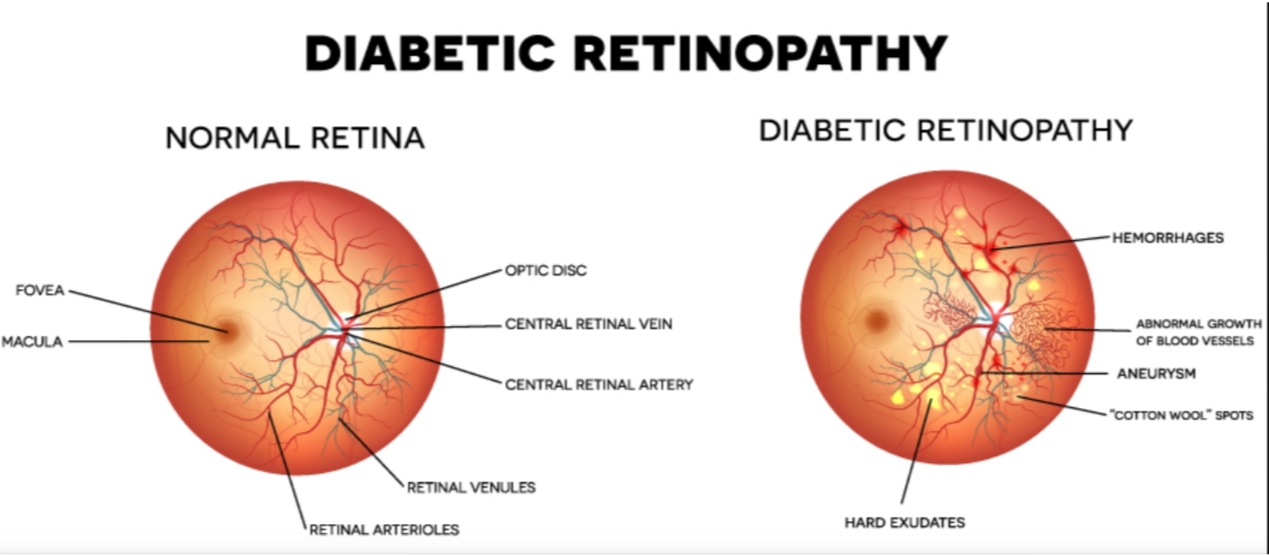 DIABETIC RETINOPATHY
NORMAL RETINA
FOVEA
MACULA
OPTIC DISC
CENTRAL RETINAL VEIN
CENTRAL RETINAL ARTERY
RETINAL VENULES
RETINAL ARTERIOLES
DIABETIC RETINOPATHY
HEMORRHAGES
ABNORMAL GROWTH
OF BLOOD VESSELS
ANEURYSM
"COTTON WOOL" SPOTS
HARD EXUDATES